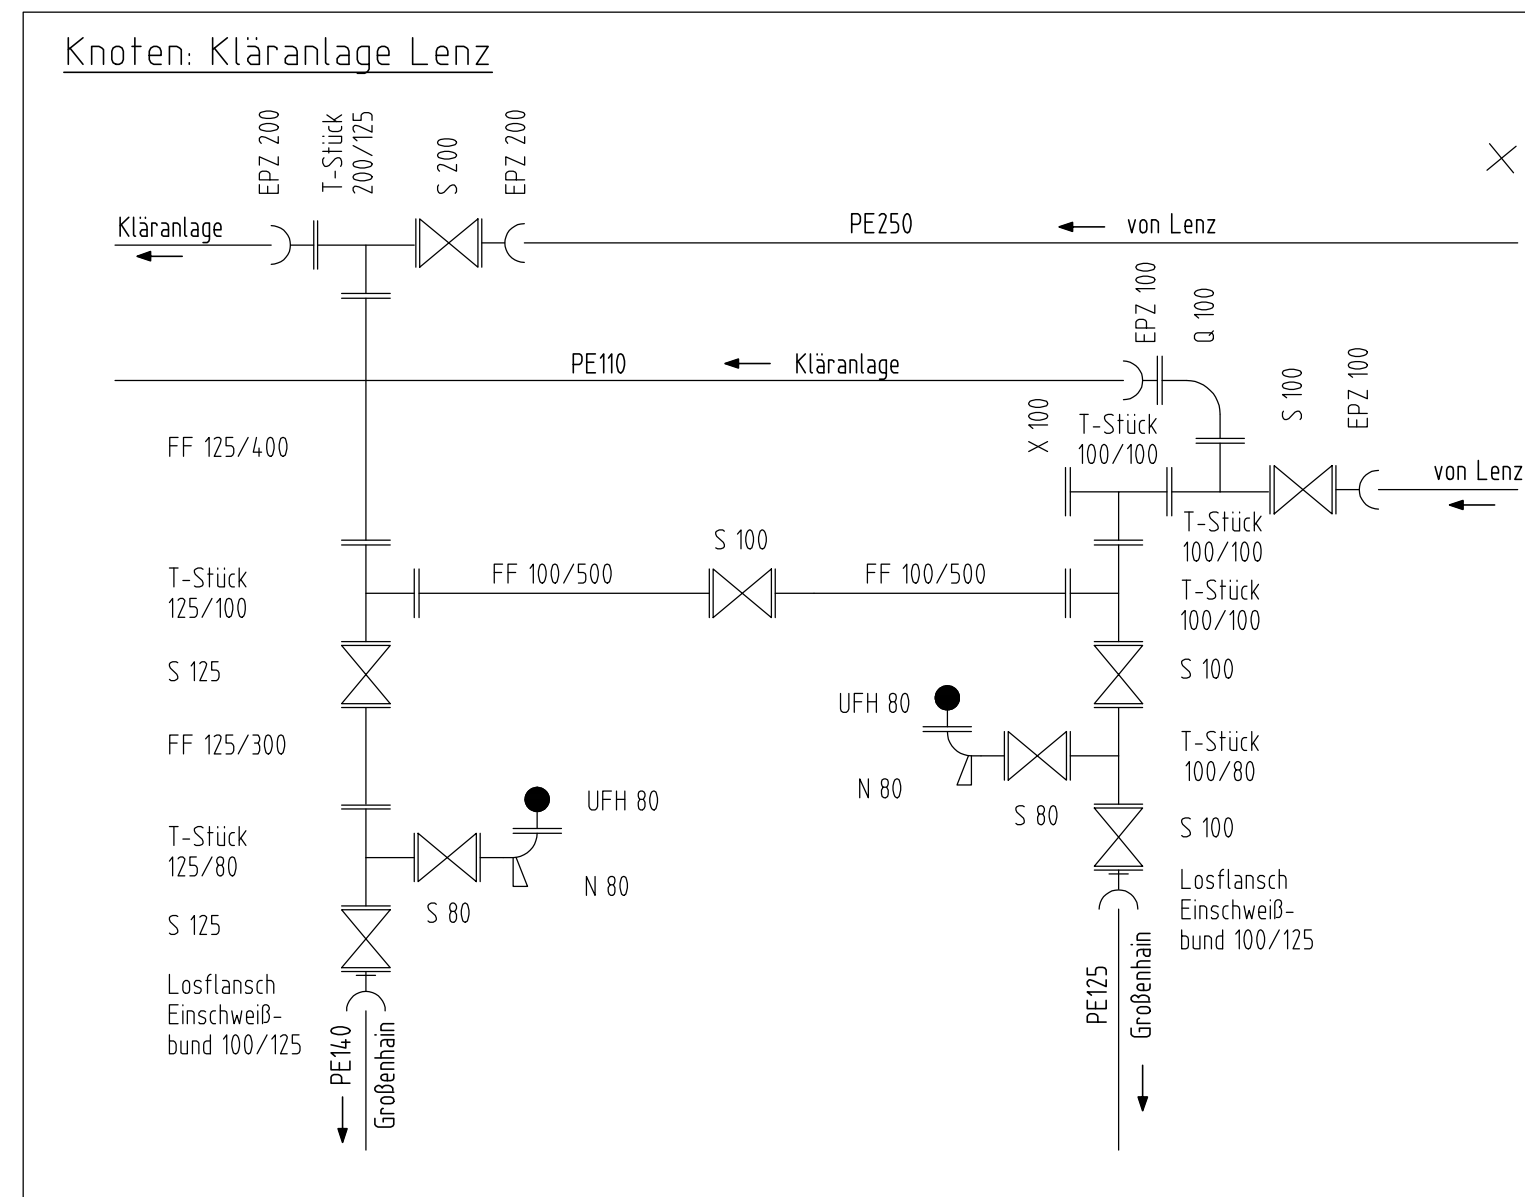 Knoten: Kläranlage Lenz
EPZ 200
T-Stück
200/125
S 200
EPZ 200
Kläranlage
PE250
von Lenz
EPZ 100
Q 100
PE110
Kläranlage
S 100
EPZ 100
X 100
T-Stück
100/100
FF 125/400
von Lenz
T-Stück
100/100
S 100
T-Stück
125/100
FF 100/500
FF 100/500
T-Stück
100/100
S 125
S 100
UFH 80
FF 125/300
T-Stück
100/80
N 80
UFH 80
S 80
S 100
T-Stück
125/80
N 80
S 80
S 125
Losflansch
Einschweiß-
bund 100/125
Losflansch
Einschweiß-
bund 100/125
PE140
Großenhain
PE125
Großenhain